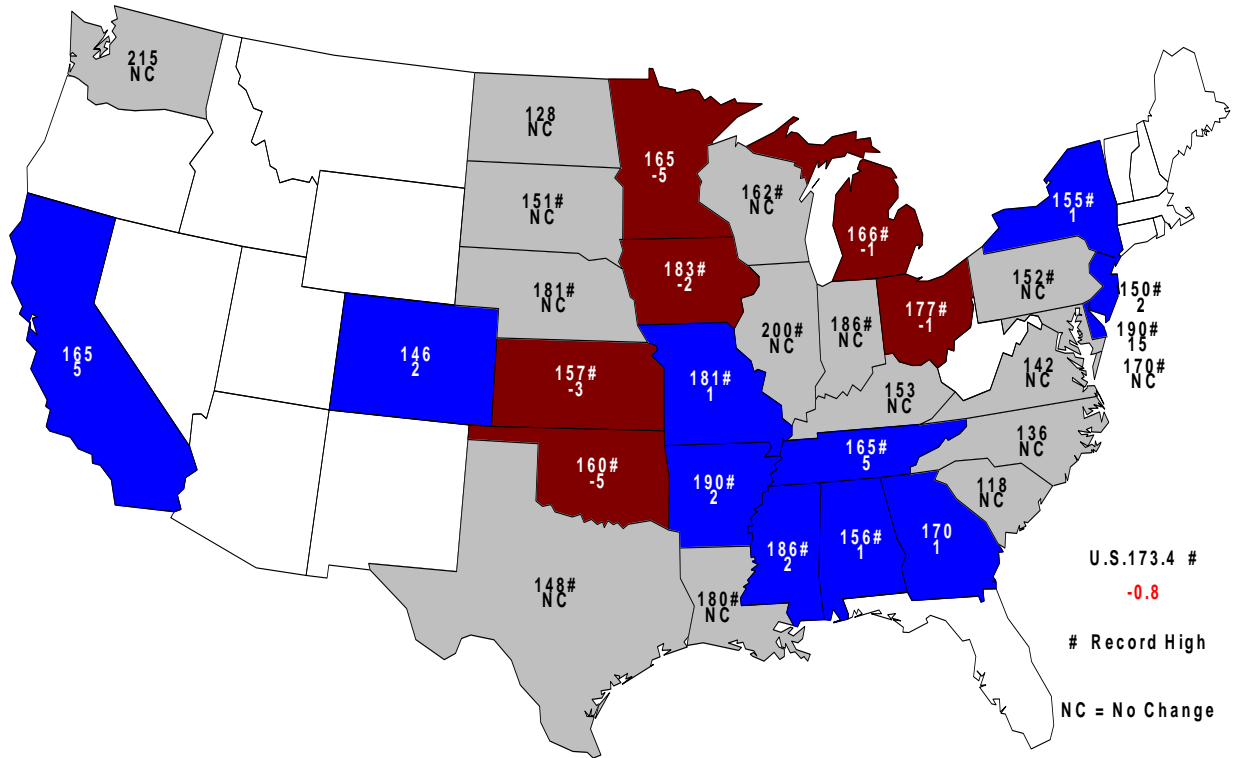 215
NC
128
NC
165
-5
151#
NC
162#
NC
155#
1
166#
-1
183#
-2
152#
NC
181#
NC
177#
-1
150#
2
190#
15
170#
NC
200#
NC
186#
NC
165
5
146
2
157#
-3
181#
1
153
NC
142
NC
136
NC
160#
-5
190#
2
165#
5
118
NC
186#
2
156#
1
170
1
148#
NC
180#
NC
U.S.173.4 #
-0.8
# Record High
NC = No Change